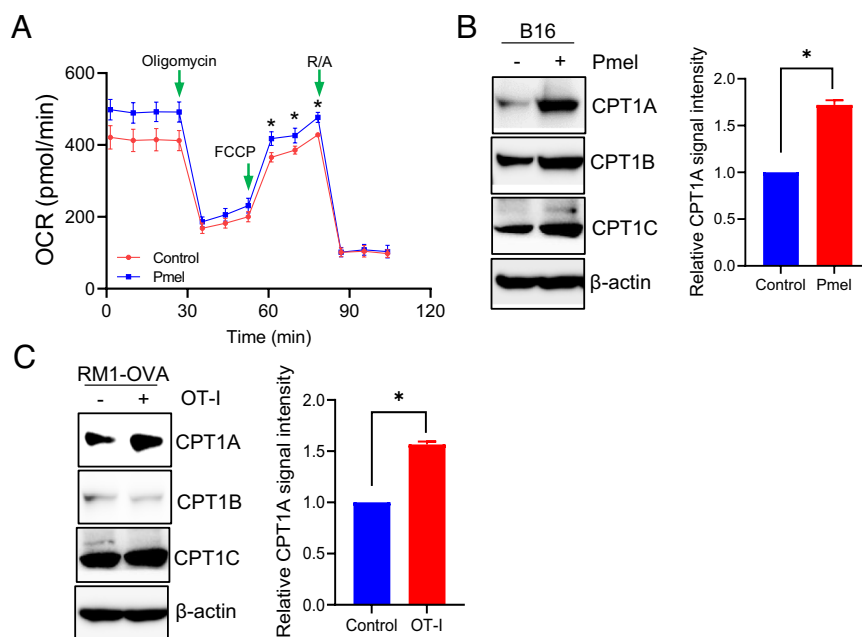 A
Oligomycin
R/A
FCCP
* * *
OCR (pmol/min)
600
400
200
0
Control
Pmel
0 30 60 90 120
Time (min)
B
B16
- + Pmel
CPT1A
CPT1B
CPT1C
β-actin
Relative CPT1A signal intensity
2.0
1.5
1.0
0.5
0.0
*
Control Pmel
C
RM1-OVA
- + OT-I
CPT1A
CPT1B
CPT1C
β-actin
Relative CPT1A signal intensity
2.0
1.5
1.0
0.5
0.0
*
Control OT-I